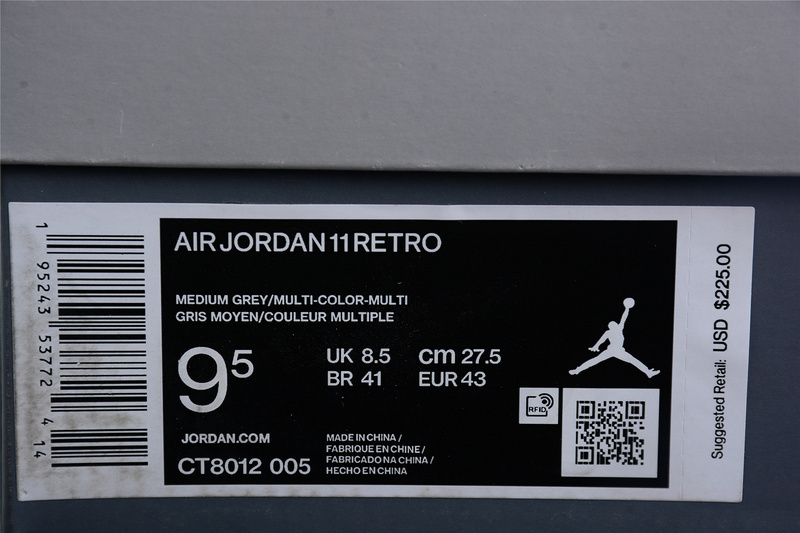 1 95243 53772 4 14
AIR JORDAN 11 RETRO
MEDIUM GREY/MULTI-COLOR-MULTI
GRIS MOYEN/COULEUR MULTIPLE
9.5
UK 8.5 cm 27.5
BR 41 EUR 43
RFID
JORDAN.COM
CT8012 005
MADE IN CHINA /
FABRIQUE EN CHINE /
FABRICADO NA CHINA /
HECHO EN CHINA
Suggested Retail: USD $225.00